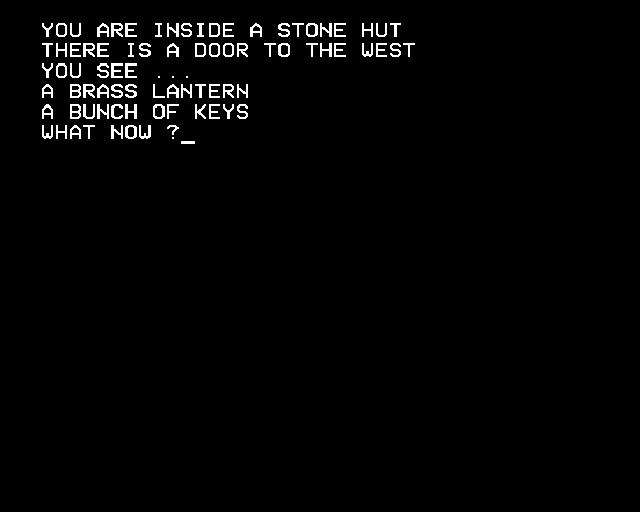 YOU ARE INSIDE A STONE HUT
THERE IS A DOOR TO THE WEST
YOU SEE ...
A BRASS LANTERN
A BUNCH OF KEYS
WHAT NOW ?_